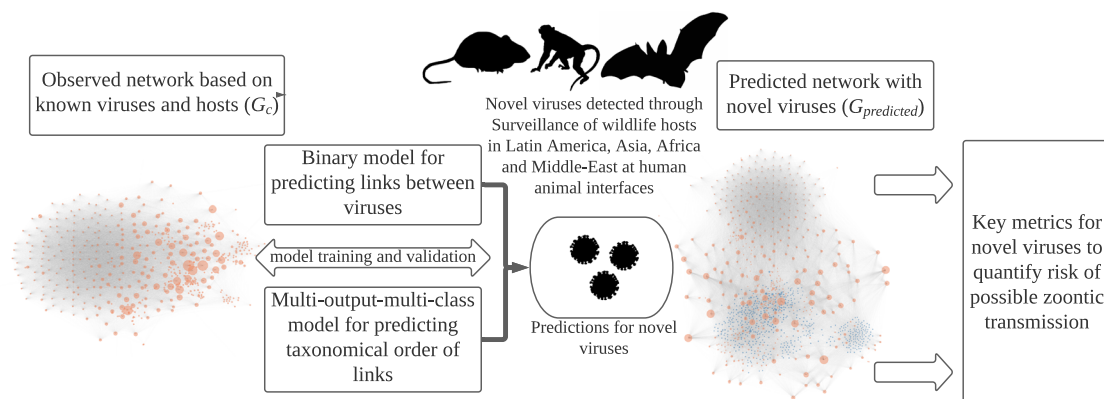 Observed network based on
known viruses and hosts (Gc)
Novel viruses detected through
Surveillance of wildlife hosts
in Latin America, Asia, Africa
and Middle-East at human
animal interfaces
Predicted network with
novel viruses (Gpredicted)
Binary model for
predicting links between
viruses
model training and validation
Multi-output-multi-class
model for predicting
taxonomical order of
links
Predictions for novel
viruses
Key metrics for
novel viruses to
quantify risk of
possible zoontic
transmission